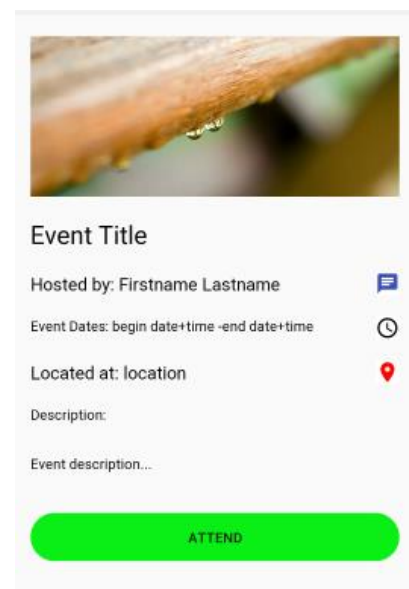 Event Title
Hosted by: Firstname Lastname
Event Dates: begin date+time -end date+time
Located at: location
Description:
Event description...
ATTEND